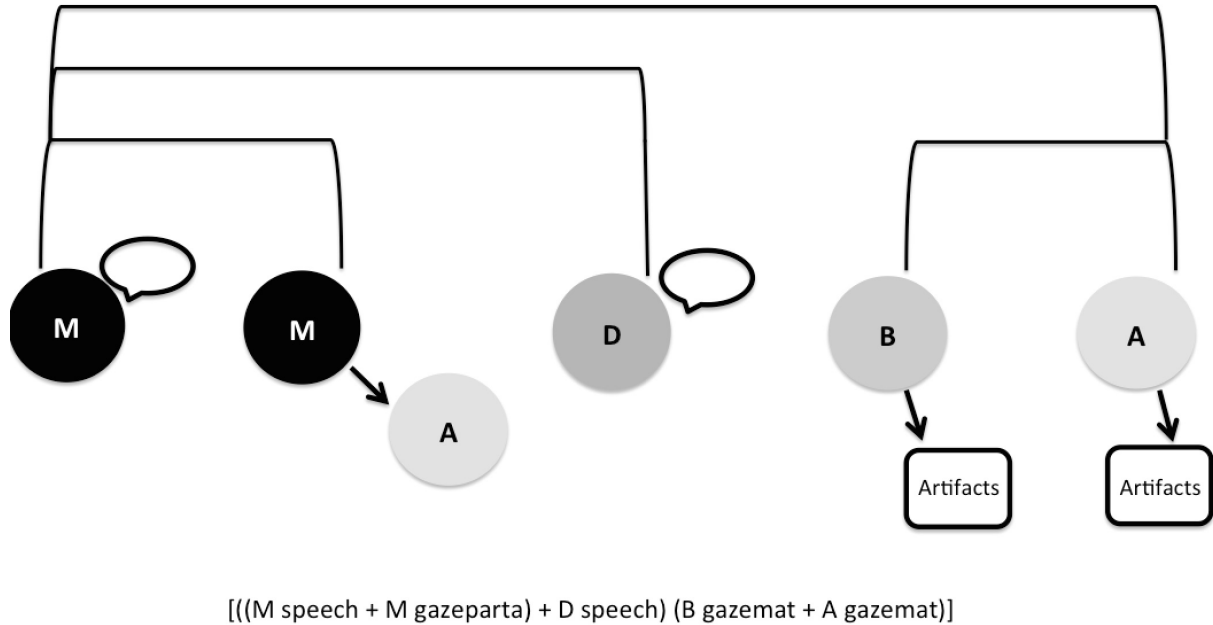 M
M
D
B
A
A
Artifacts
Artifacts
[((M speech + M gazeparta) + D speech) (B gazemat + A gazemat)]